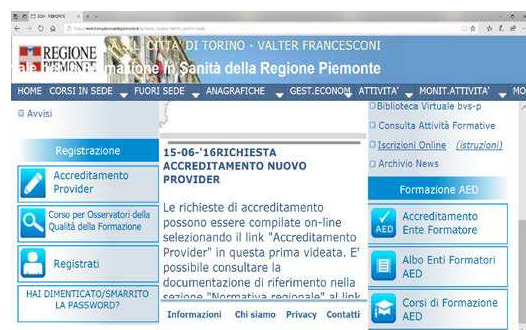 A.S.L. CITTA' DI TORINO - VALTER FRANCESCONI
REGIONE
PIEMONTE
in Sanità della Regione Piemonte
HOME CORSI IN SEDE FUORI SEDE ANAGRAFICHE GEST.ECONOM. ATTIVITA' MONIT.ATTIVITA' MO
Avvisi
Registrazione
Accreditamento
Provider
Corso per Osservatori della
Qualità della Formazione
Registrati
HAI DIMENTICATO/SMARRITO
LA PASSWORD?
15-06-'16RICHIESTA
ACCREDITAMENTO NUOVO
PROVIDER
Le richieste di accreditamento
possono essere compilate on-line
selezionando il link "Accreditamento
Provider" in questa prima videata. E'
possibile consultare la
documentazione di riferimento nella
sezione "Normativa regionale" al link
Informazioni Chi siamo Privacy Contatti
Biblioteca Virtuale bvs-p
Consulta Attività Formative
Iscrizioni Online (istruzioni)
Archivio News
Formazione AED
AED
Accreditamento
Ente Formatore
Albo Enti Formatori
AED
Corsi di Formazione
AED